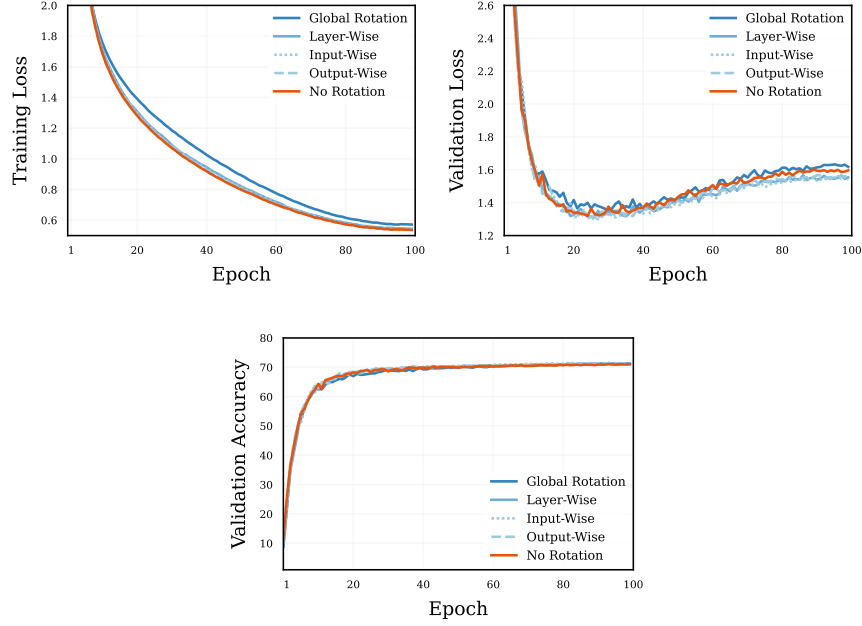 2.0
1.8
1.6
1.4
1.2
1.0
0.8
0.6
Training Loss
Global Rotation
Layer-Wise
Input-Wise
Output-Wise
No Rotation
1
20
40
60
80
100
Epoch
2.6
2.4
2.2
2.0
1.8
1.6
1.4
1.2
Validation Loss
Global Rotation
Layer-Wise
Input-Wise
Output-Wise
No Rotation
1
20
40
60
80
100
Epoch
80
70
60
50
40
30
20
10
Validation Accuracy
Global Rotation
Layer-Wise
Input-Wise
Output-Wise
No Rotation
1
20
40
60
80
100
Epoch